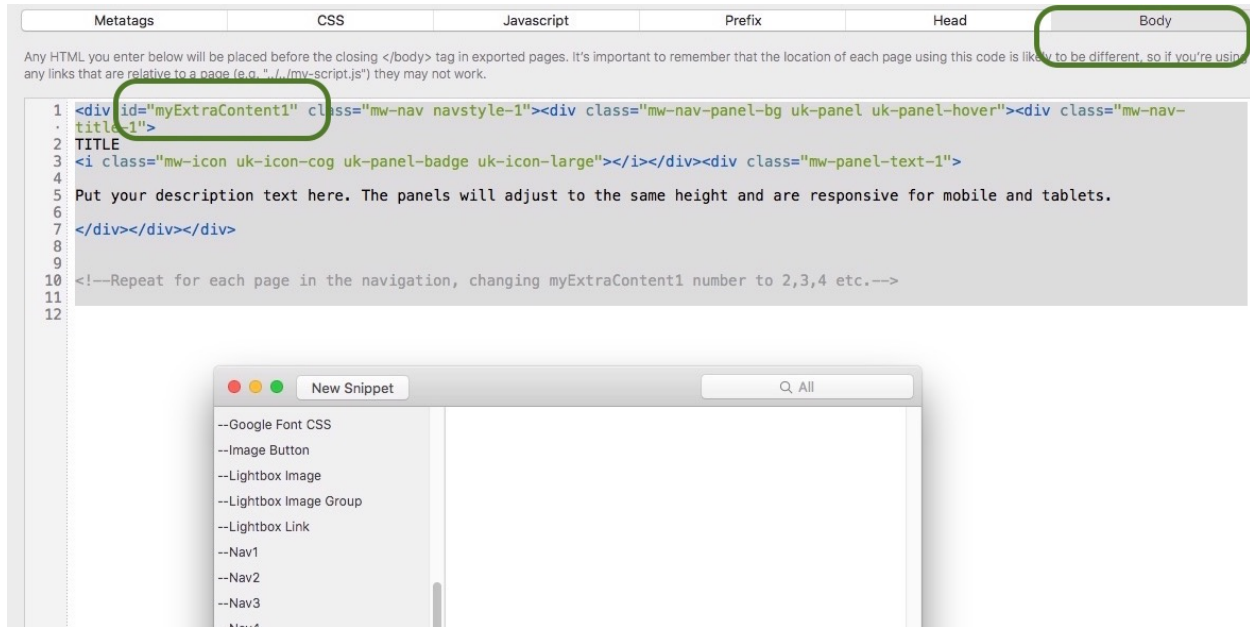 Metatags CSS Javascript Prefix Head Body
Any HTML you enter below will be placed before the closing </body> tag in exported pages. It's important to remember that the location of each page using this code is likely to be different, so if you're using
any links that are relative to a page (e.g. "../../my-script.js") they may not work.
1 <div id="myExtraContent1" class="mw-nav navstyle-1"><div class="mw-nav-panel-bg uk-panel uk-panel-hover"><div class="mw-nav-
· title-1">
2 TITLE
3 <i class="mw-icon uk-icon-cog uk-panel-badge uk-icon-large"></i></div><div class="mw-panel-text-1">
4
5 Put your description text here. The panels will adjust to the same height and are responsive for mobile and tablets.
6
7 </div></div></div>
8
9
10 <!--Repeat for each page in the navigation, changing myExtraContent1 number to 2,3,4 etc.-->
11
12
New Snippet All
--Google Font CSS
--Image Button
--Lightbox Image
--Lightbox Image Group
--Lightbox Link
--Nav1
--Nav2
--Nav3
--Nav4